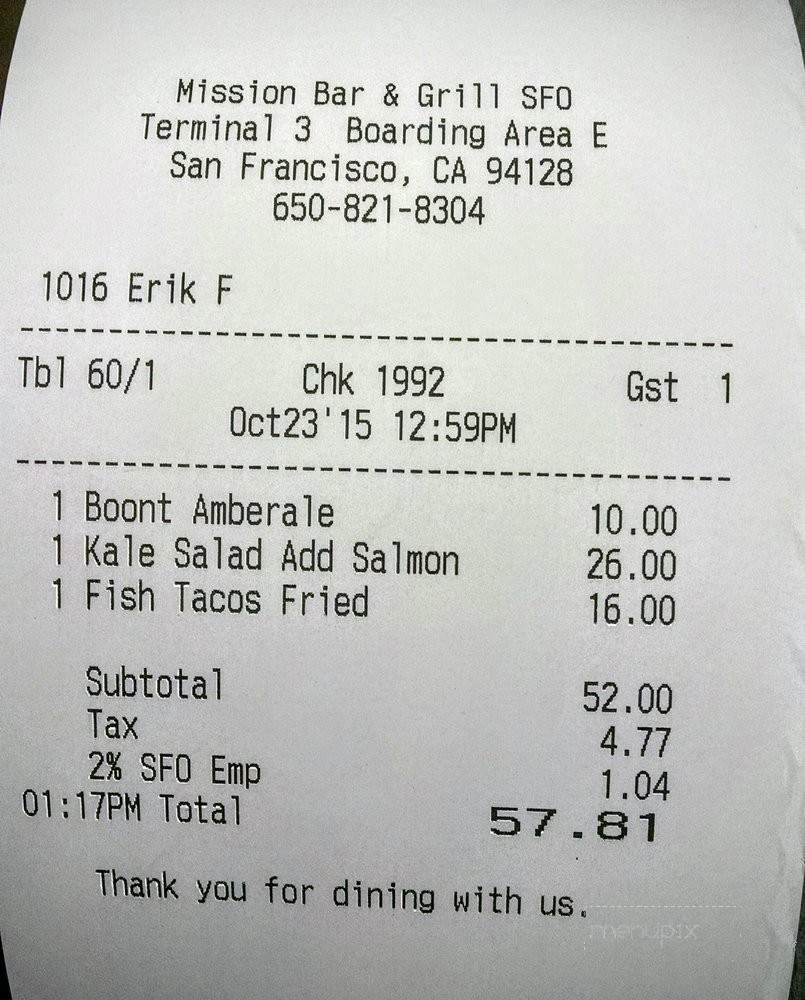 Mission Bar & Grill SFO
Terminal 3 Boarding Area E
San Francisco, CA 94128
650-821-8304
1016 Erik F
Tbl 60/1 Chk 1992 Gst 1
Oct23'15 12:59PM
1 Boont Amberale 10.00
1 Kale Salad Add Salmon 26.00
1 Fish Tacos Fried 16.00
Subtotal 52.00
Tax 4.77
2% SFO Emp 1.04
01:17PM Total 57.81
Thank you for dining with us.
menupix